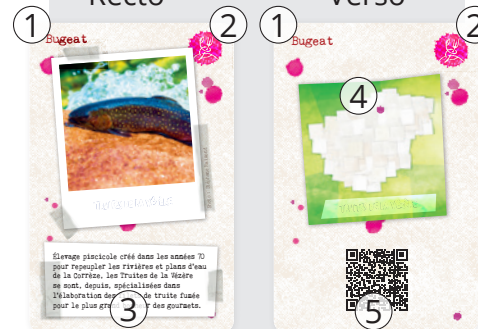 Recto
Verso
1
2
1
2
Bugeat
Bugeat
4
Élevage piscicole créé dans les années 70
pour repeupler les rivières et plans d'eau
de la Corrèze, les Truites de la Vézère
se sont, depuis, spécialisées dans
l'élaboration des de truite fumée
pour le plus des gourmets.
3
5